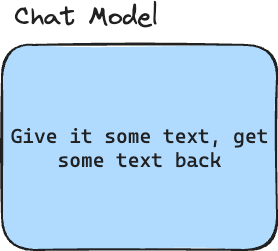 Chat Model
Give it some text, get
some text back